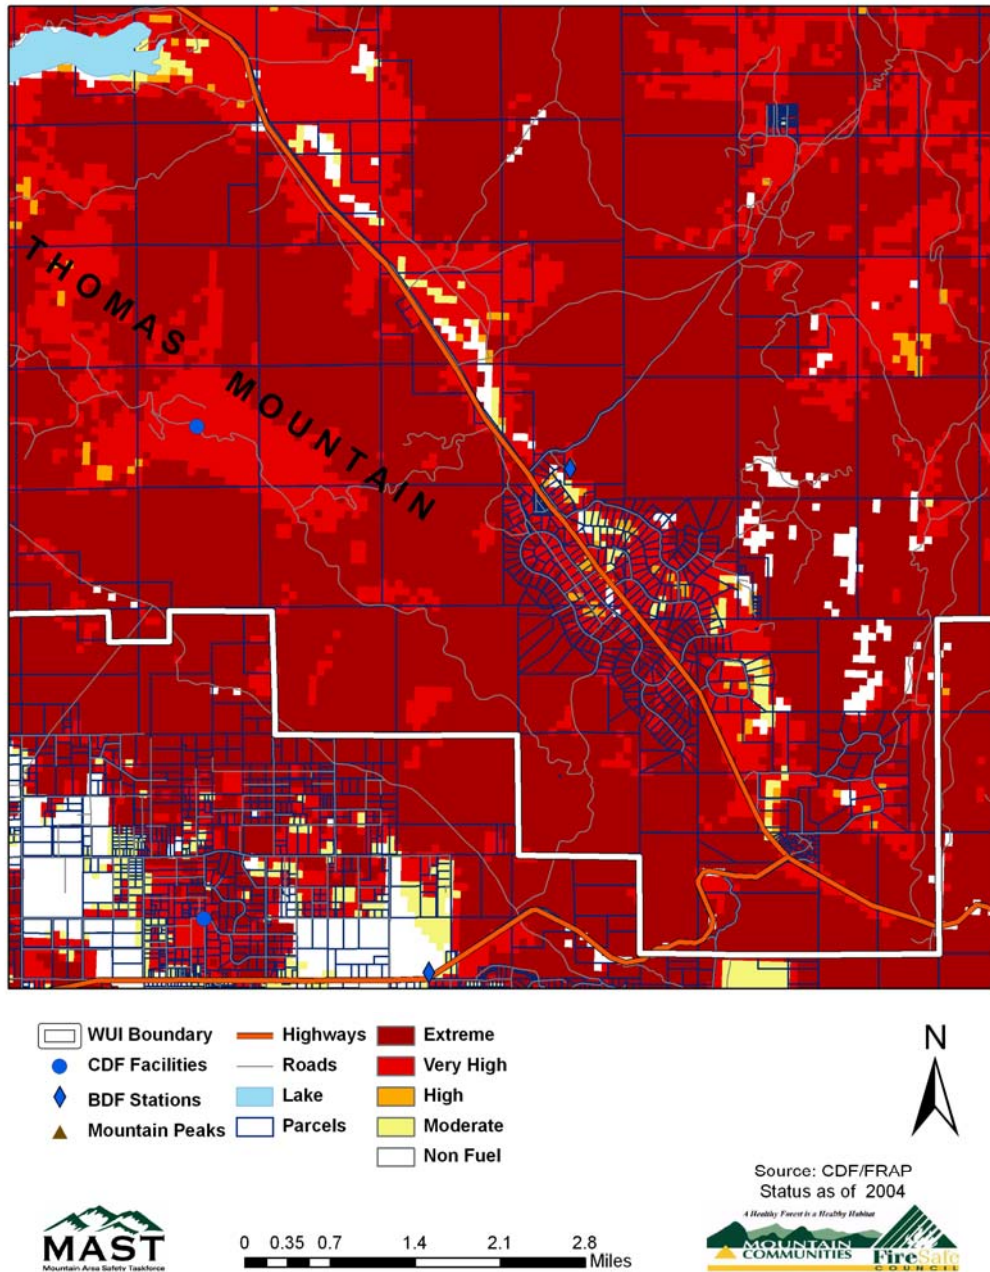 THOMAS MOUNTAIN
WUI Boundary
CDF Facilities
BDF Stations
Mountain Peaks
Highways
Roads
Lake
Parcels
Extreme
Very High
High
Moderate
Non Fuel
N
Source: CDF/FRAP
Status as of 2004
MAST
Mountain Area Safety Taskforce
0 0.35 0.7 1.4 2.1 2.8
Miles
A Healthy Forest is a Healthy Habitat
MOUNTAIN
COMMUNITIES
FireSafe
COUNCIL